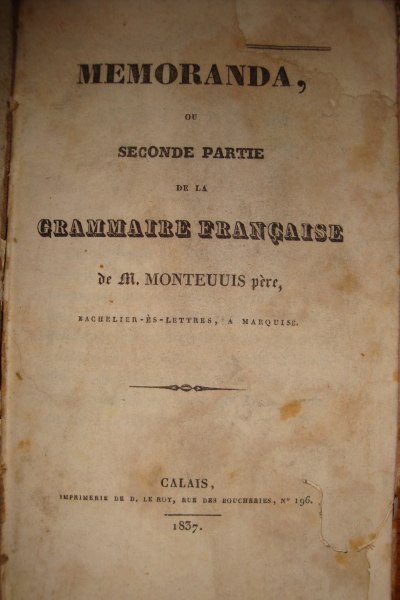 MEMORANDA,
OU
SECONDE PARTIE
DE LA
GRAMMAIRE FRANÇAISE
de M. MONTEUUIS père,
BACHELIER-ÈS-LETTRES, A MARQUISE.
CALAIS,
IMPRIMERIE DE D. LE ROY, RUE DES BOUCHERIES, N° 196.
1837.